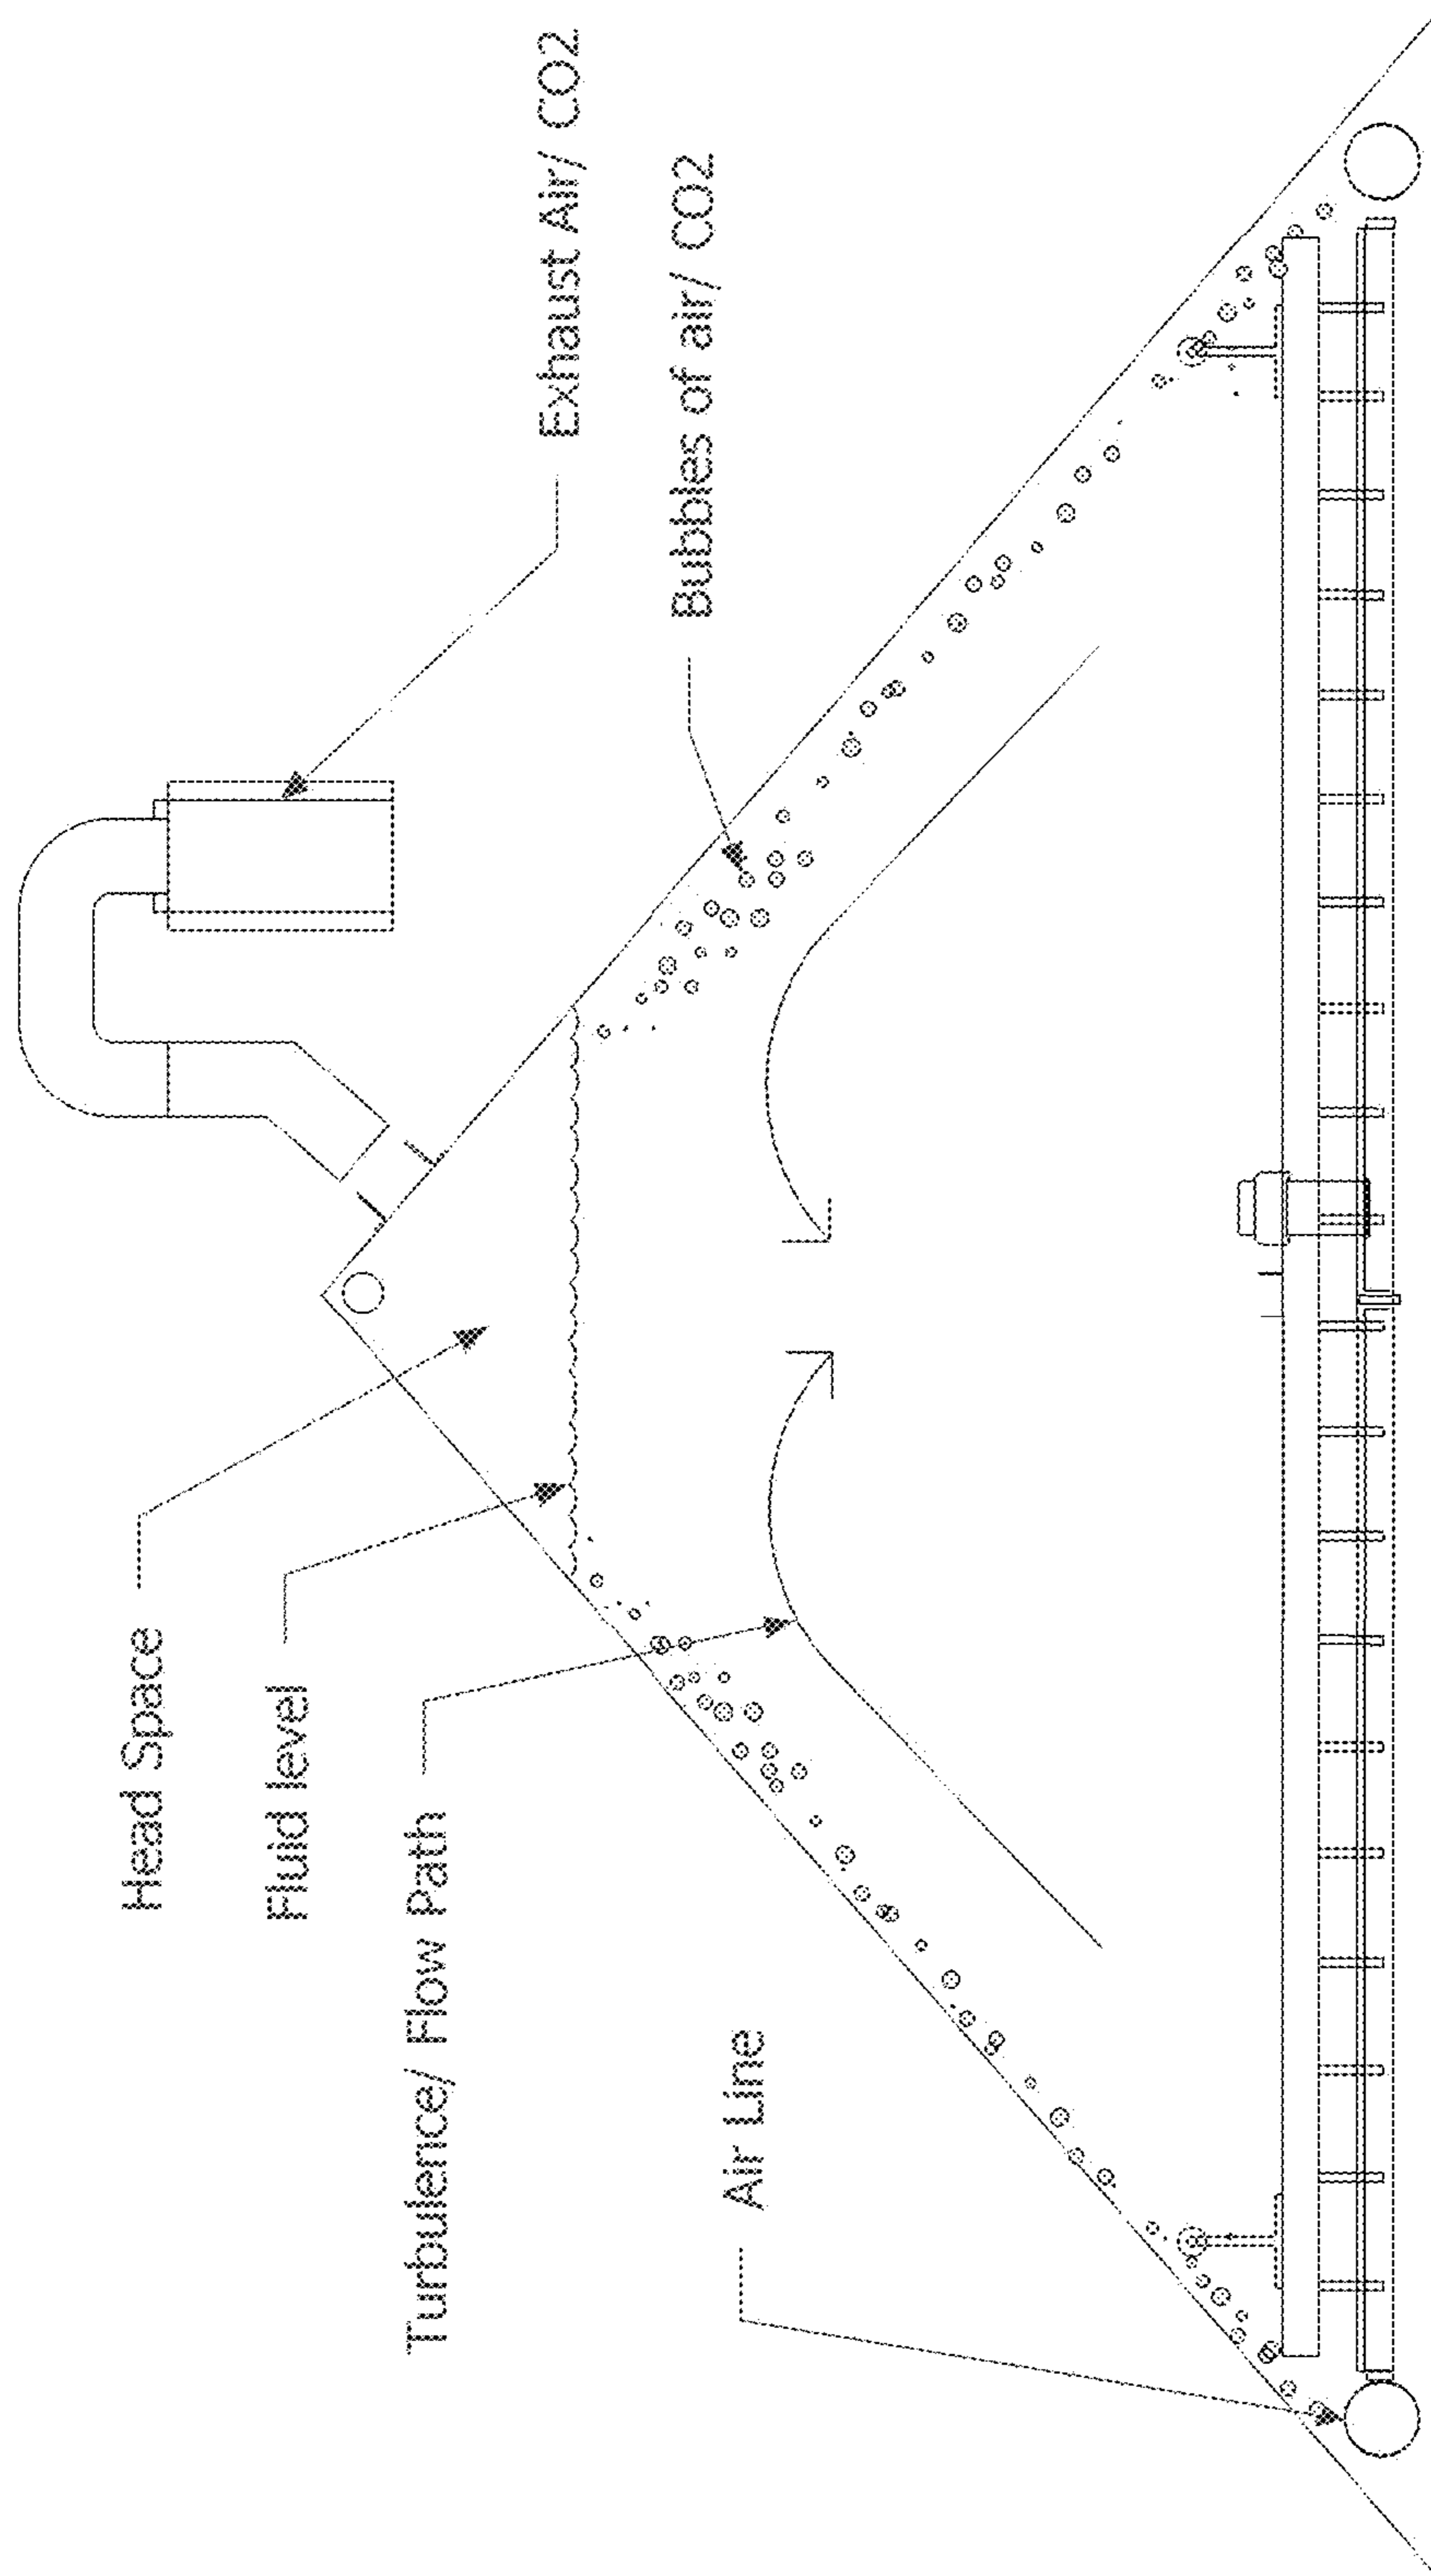 Head Space
Fluid level
Turbulence/ Flow Path
Air Line
Exhaust Air/ CO2
Bubbles of air/ CO2